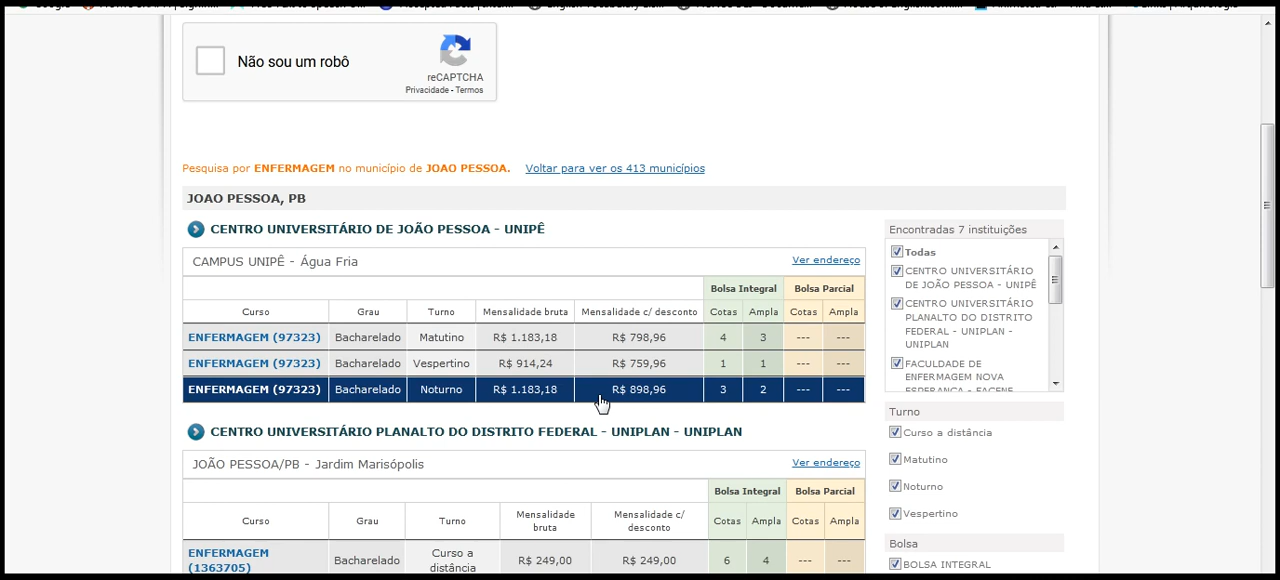 Não sou um robô
reCAPTCHA
Privacidade - Termos
Pesquisa por ENFERMAGEM no município de JOAO PESSOA. Voltar para ver os 413 municípios
JOAO PESSOA, PB
CENTRO UNIVERSITÁRIO DE JOÃO PESSOA - UNIPÊ
CAMPUS UNIPÊ - Água Fria Ver endereço
Bolsa Integral Bolsa Parcial
Curso Grau Turno Mensalidade bruta Mensalidade c/ desconto Cotas Ampla Cotas Ampla
ENFERMAGEM (97323) Bacharelado Matutino R$ 1.183,18 R$ 798,96 4 3 --- ---
ENFERMAGEM (97323) Bacharelado Vespertino R$ 914,24 R$ 759,96 1 1 --- ---
ENFERMAGEM (97323) Bacharelado Noturno R$ 1.183,18 R$ 898,96 3 2 --- ---
CENTRO UNIVERSITÁRIO PLANALTO DO DISTRITO FEDERAL - UNIPLAN - UNIPLAN
JOÃO PESSOA/PB - Jardim Marisópolis Ver endereço
Bolsa Integral Bolsa Parcial
Curso Grau Turno Mensalidade bruta Mensalidade c/ desconto Cotas Ampla Cotas Ampla
ENFERMAGEM (1363705) Bacharelado Curso a distância R$ 249,00 R$ 249,00 6 4 --- ---
Encontradas 7 instituições
Todas
CENTRO UNIVERSITÁRIO
DE JOÃO PESSOA - UNIPÊ
CENTRO UNIVERSITÁRIO
PLANALTO DO DISTRITO
FEDERAL - UNIPLAN -
UNIPLAN
FACULDADE DE
ENFERMAGEM NOVA
ESPERANÇA - FACENE
Turno
Curso a distância
Matutino
Noturno
Vespertino
Bolsa
BOLSA INTEGRAL